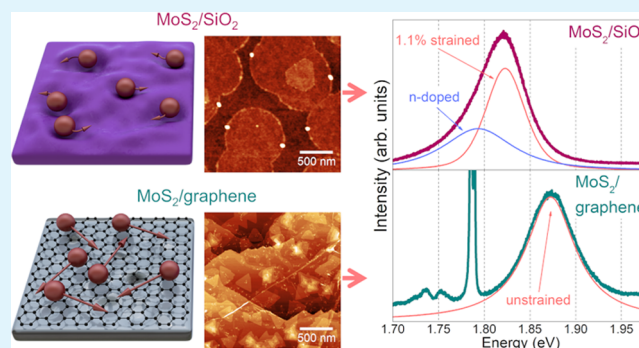 MoS2/SiO2
500 nm
MoS2/graphene
500 nm
Intensity (arb. units)
1.1% strained
MoS2/SiO
n-doped
MoS2/
graphene
unstrained
1.70 1.75 1.80 1.85 1.90 1.95
Energy (eV)